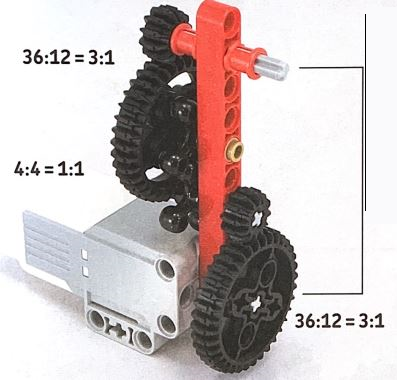 36:12 = 3:1
4:4 = 1:1
36:12 = 3:1